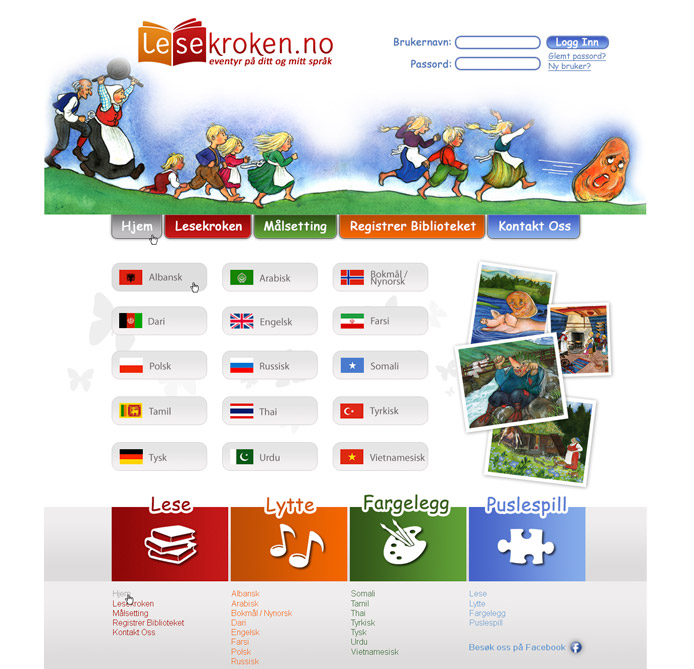 Lesekroken.no
eventyr på ditt og mitt språk
Brukernavn:
Logg Inn
Passord:
Glemt passord?
Ny bruker?
Hjem
Lesekroken
Målsetting
Registrer Biblioteket
Kontakt Oss
Albansk
Arabisk
Bokmål /
Nynorsk
Dari
Engelsk
Farsi
Polsk
Russisk
Somali
Tamil
Thai
Tyrkisk
Tysk
Urdu
Vietnamesisk
Lese
Lytte
Fargelegg
Puslespill
Hjem
Lesekroken
Målsetting
Registrer Biblioteket
Kontakt Oss
Albansk
Arabisk
Bokmål / Nynorsk
Dari
Engelsk
Farsi
Polsk
Russisk
Somali
Tamil
Thai
Tyrkisk
Tysk
Urdu
Vietnamesisk
Lese
Lytte
Fargelegg
Puslespill
Besøk oss på Facebook